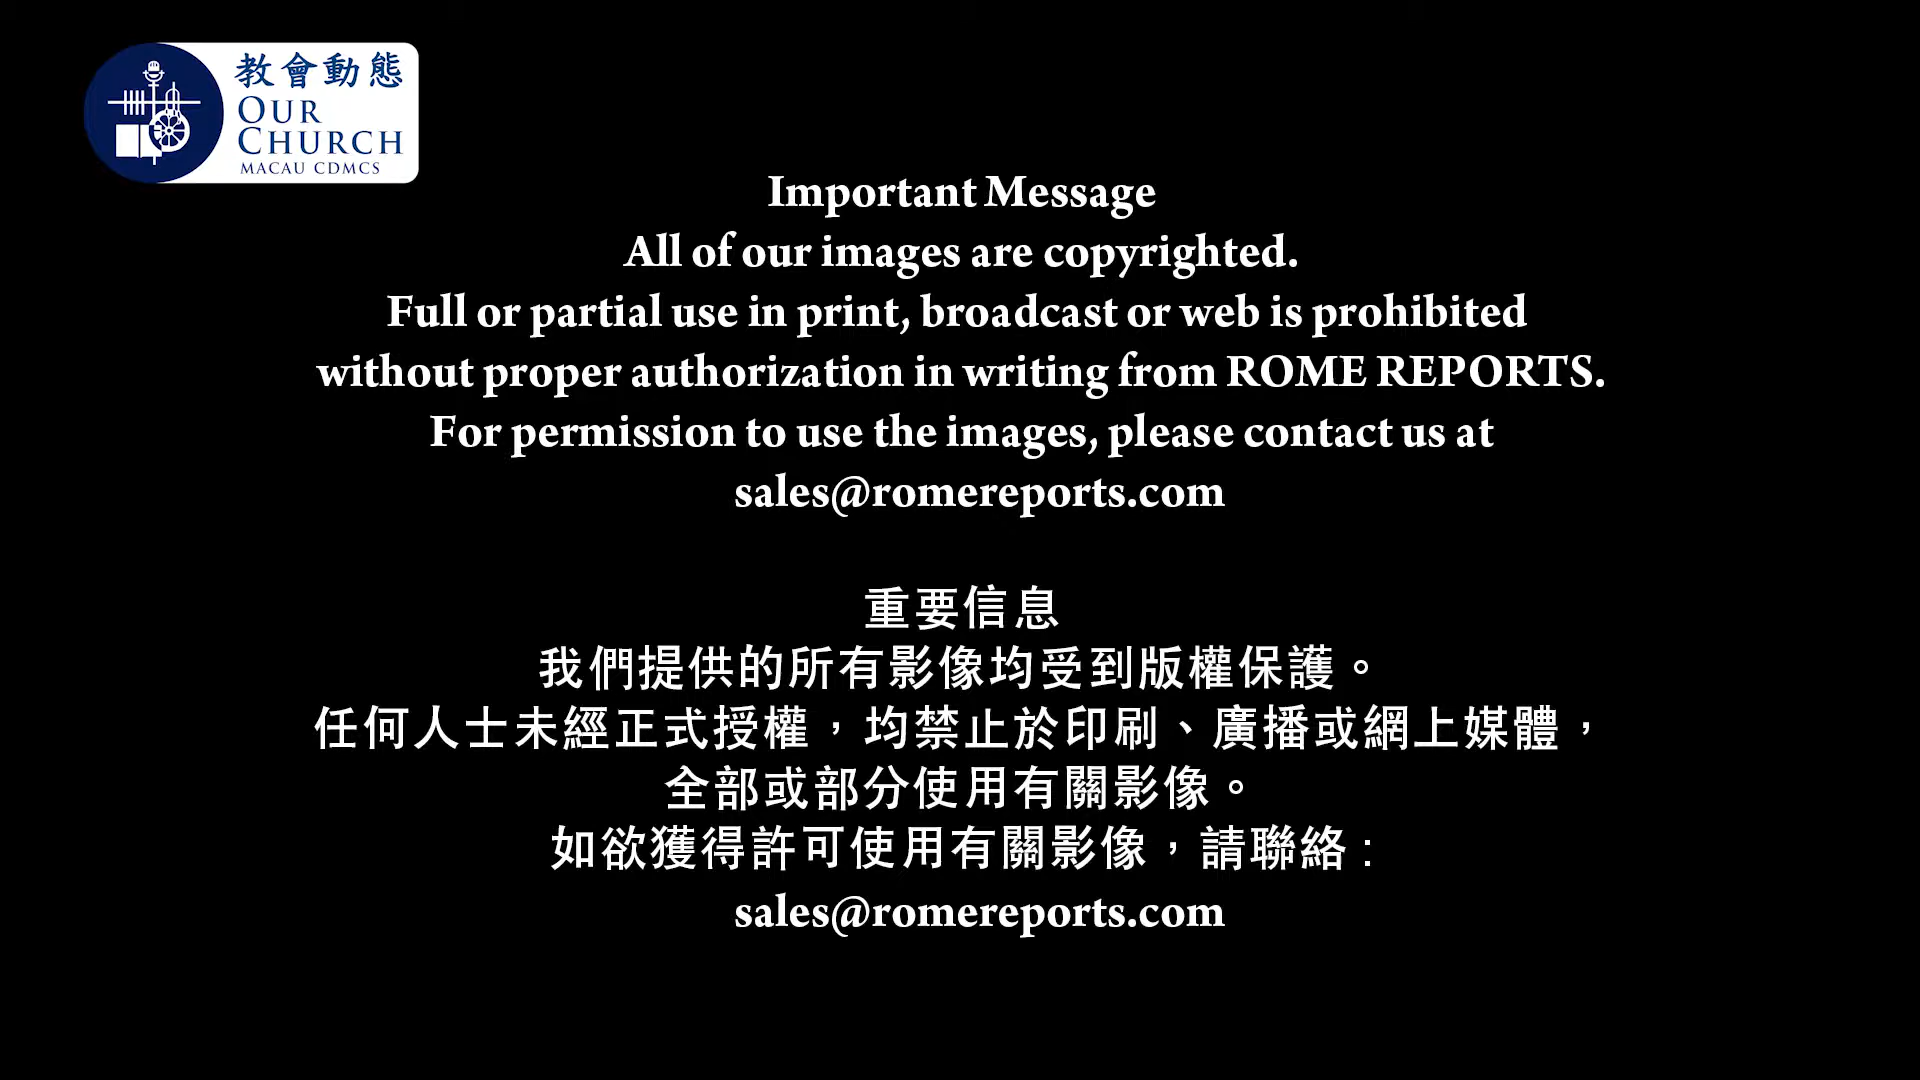 教會動態
OUR
CHURCH
MACAU CDMCS
Important Message
All of our images are copyrighted.
Full or partial use in print, broadcast or web is prohibited
without proper authorization in writing from ROME REPORTS.
For permission to use the images, please contact us at
sales@romereports.com
重要信息
我們提供的所有影像均受到版權保護。
任何人士未經正式授權，均禁止於印刷、廣播或網上媒體，
全部或部分使用有關影像。
如欲獲得許可使用有關影像，請聯絡：
sales@romereports.com